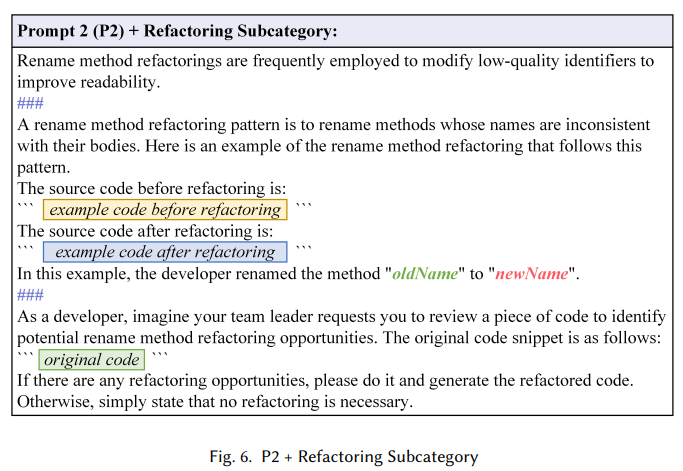 Prompt 2 (P2) + Refactoring Subcategory:
Rename method refactorings are frequently employed to modify low-quality identifiers to
improve readability.
###
A rename method refactoring pattern is to rename methods whose names are inconsistent
with their bodies. Here is an example of the rename method refactoring that follows this
pattern.
The source code before refactoring is:
``` example code before refactoring ```
The source code after refactoring is:
``` example code after refactoring ```
In this example, the developer renamed the method "oldName" to "newName".
###
As a developer, imagine your team leader requests you to review a piece of code to identify
potential rename method refactoring opportunities. The original code snippet is as follows:
``` original code ```
If there are any refactoring opportunities, please do it and generate the refactored code.
Otherwise, simply state that no refactoring is necessary.
Fig. 6. P2 + Refactoring Subcategory